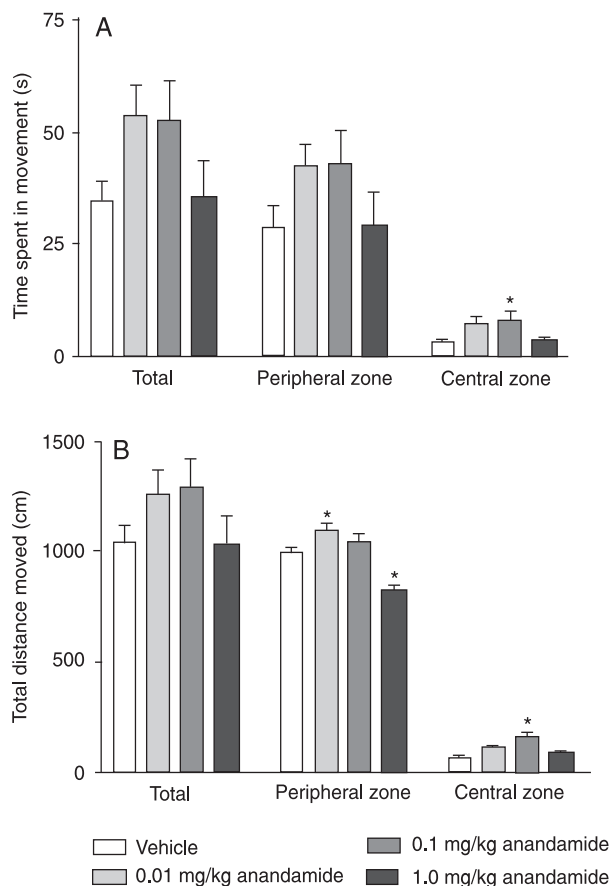 A
75
50
25
0
Time spent in movement (s)
Total Peripheral zone Central zone
*
B
1500
1000
500
0
Total distance moved (cm)
* * *
Total Peripheral zone Central zone
Vehicle 0.1 mg/kg anandamide
0.01 mg/kg anandamide 1.0 mg/kg anandamide